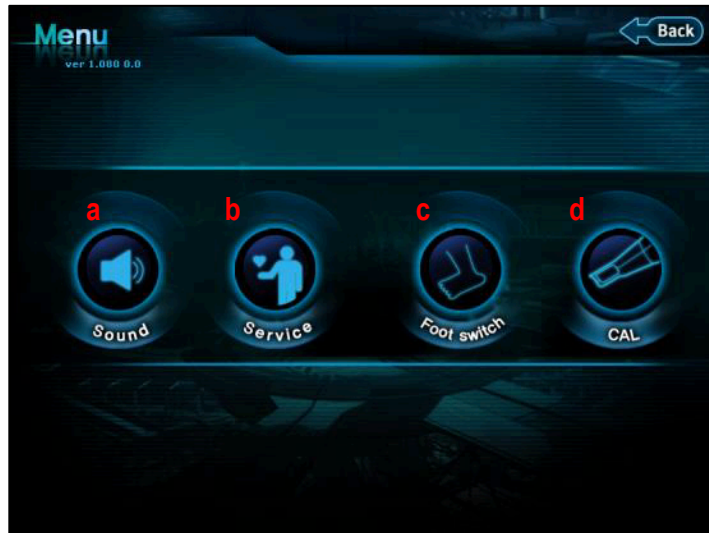 Menu
Back
ver 1.000 0.0
a
b
c
d
Sound
Service
Foot switch
CAL